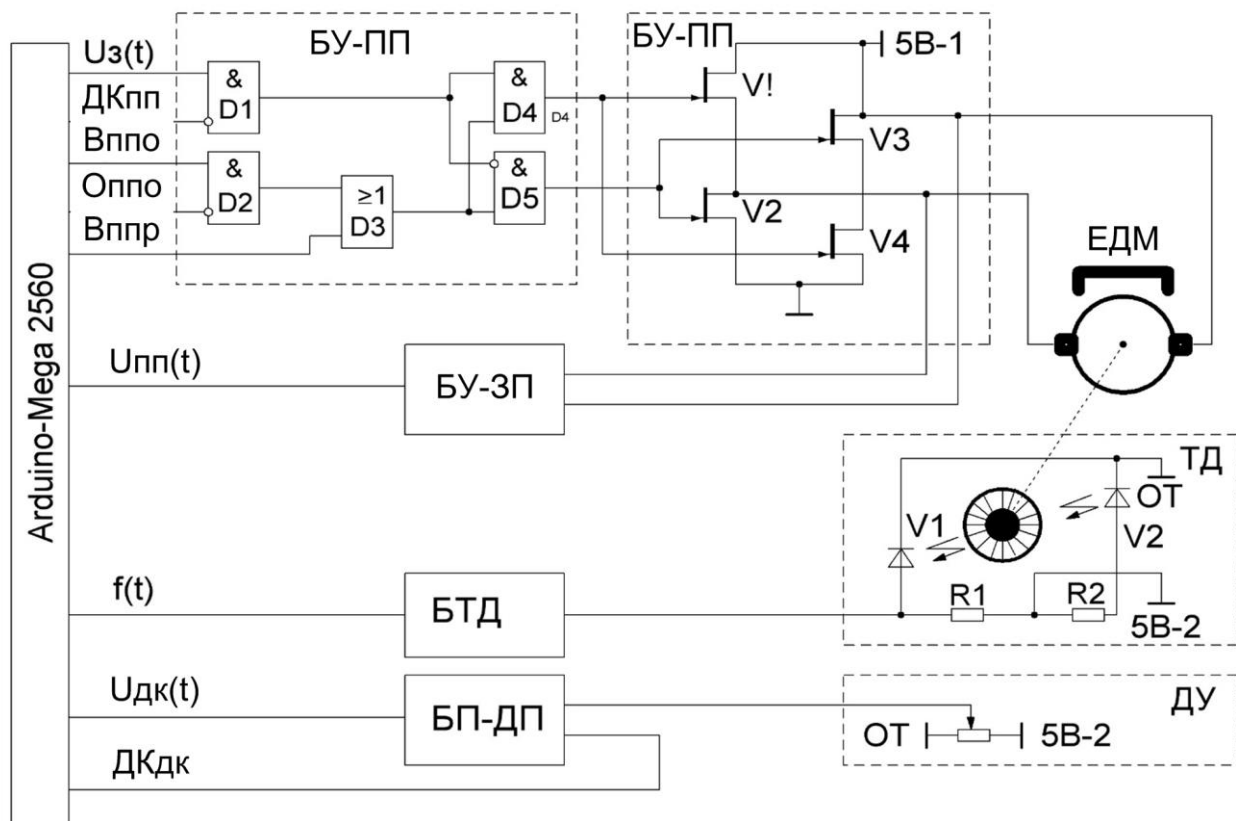 Arduino-Mega 2560
Uз(t)
ДКпп
Вппо
Оппо
Вппр
БУ-ПП
&
D1
&
D2
≥1
D3
&
D4
D4
&
D5
БУ-ПП
5В-1
V!
V3
V2
V4
ЕДМ
Uпп(t)
БУ-ЗП
ТД
ОТ
V1
V2
R1
R2
5В-2
f(t)
БТД
Uдк(t)
БП-ДП
ДКдк
ДУ
ОТ
5В-2